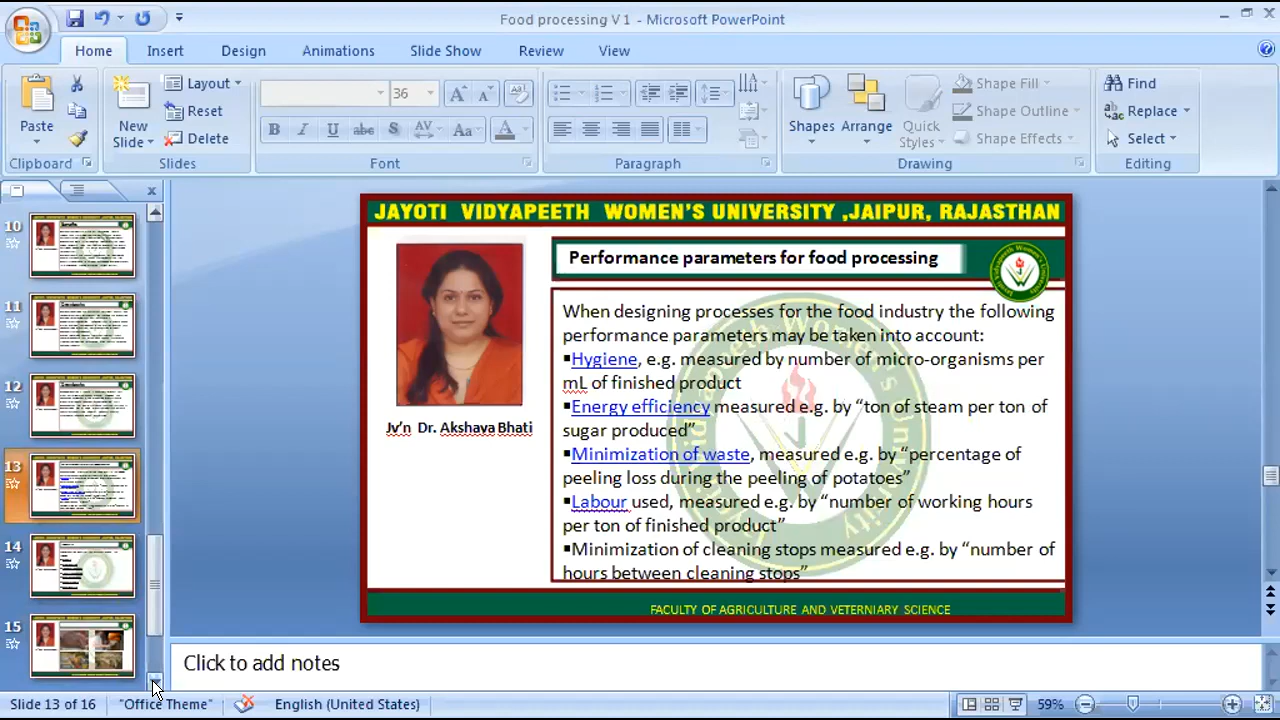 Food processing V 1 - Microsoft PowerPoint
Home Insert Design Animations Slide Show Review View
Paste
New Slide
Layout
Reset
Delete
36
B I U abc S AV Aa A
Shapes Arrange Quick Styles
Shape Fill
Shape Outline
Shape Effects
Find
Replace
Select
Clipboard Slides Font Paragraph Drawing Editing
10
11
12
13
14
15
JAYOTI VIDYAPEETH WOMEN'S UNIVERSITY ,JAIPUR, RAJASTHAN
Performance parameters for food processing
Jv'n Dr. Akshaya Bhati
When designing processes for the food industry the following
performance parameters may be taken into account:
▪Hygiene, e.g. measured by number of micro-organisms per
mL of finished product
▪Energy efficiency measured e.g. by “ton of steam per ton of
sugar produced”
▪Minimization of waste, measured e.g. by “percentage of
peeling loss during the peeling of potatoes”
▪Labour used, measured e.g. by “number of working hours
per ton of finished product”
▪Minimization of cleaning stops measured e.g. by “number of
hours between cleaning stops”
FACULTY OF AGRICULTURE AND VETERNIARY SCIENCE
Click to add notes
Slide 13 of 16 "Office Theme" English (United States) 59%